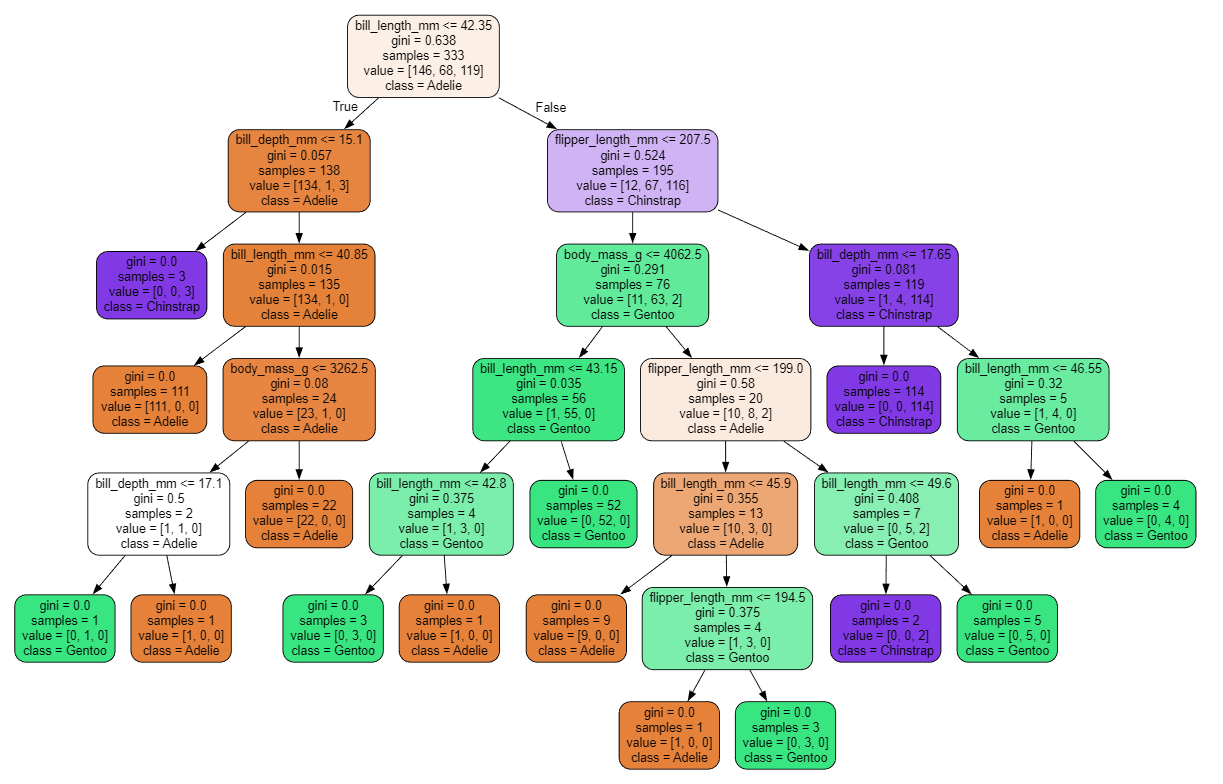 bill_length_mm <= 42.35
gini = 0.638
samples = 333
value = [146, 68, 119]
class = Adelie
True
False
bill_depth_mm <= 15.1
gini = 0.057
samples = 138
value = [134, 1, 3]
class = Adelie
flipper_length_mm <= 207.5
gini = 0.524
samples = 195
value = [12, 67, 116]
class = Chinstrap
gini = 0.0
samples = 3
value = [0, 0, 3]
class = Chinstrap
bill_length_mm <= 40.85
gini = 0.015
samples = 135
value = [134, 1, 0]
class = Adelie
body_mass_g <= 4062.5
gini = 0.291
samples = 76
value = [11, 63, 2]
class = Gentoo
bill_depth_mm <= 17.65
gini = 0.081
samples = 119
value = [1, 4, 114]
class = Chinstrap
gini = 0.0
samples = 111
value = [111, 0, 0]
class = Adelie
body_mass_g <= 3262.5
gini = 0.08
samples = 24
value = [23, 1, 0]
class = Adelie
bill_length_mm <= 43.15
gini = 0.035
samples = 56
value = [1, 55, 0]
class = Gentoo
flipper_length_mm <= 199.0
gini = 0.58
samples = 20
value = [10, 8, 2]
class = Adelie
gini = 0.0
samples = 114
value = [0, 0, 114]
class = Chinstrap
bill_length_mm <= 46.55
gini = 0.32
samples = 5
value = [1, 4, 0]
class = Gentoo
bill_depth_mm <= 17.1
gini = 0.5
samples = 2
value = [1, 1, 0]
class = Adelie
gini = 0.0
samples = 22
value = [22, 0, 0]
class = Adelie
bill_length_mm <= 42.8
gini = 0.375
samples = 4
value = [1, 3, 0]
class = Gentoo
gini = 0.0
samples = 52
value = [0, 52, 0]
class = Gentoo
bill_length_mm <= 45.9
gini = 0.355
samples = 13
value = [10, 3, 0]
class = Adelie
bill_length_mm <= 49.6
gini = 0.408
samples = 7
value = [0, 5, 2]
class = Gentoo
gini = 0.0
samples = 1
value = [1, 0, 0]
class = Adelie
gini = 0.0
samples = 4
value = [0, 4, 0]
class = Gentoo
gini = 0.0
samples = 1
value = [0, 1, 0]
class = Gentoo
gini = 0.0
samples = 1
value = [1, 0, 0]
class = Adelie
gini = 0.0
samples = 3
value = [0, 3, 0]
class = Gentoo
gini = 0.0
samples = 1
value = [1, 0, 0]
class = Adelie
gini = 0.0
samples = 9
value = [9, 0, 0]
class = Adelie
flipper_length_mm <= 194.5
gini = 0.375
samples = 4
value = [1, 3, 0]
class = Gentoo
gini = 0.0
samples = 2
value = [0, 0, 2]
class = Chinstrap
gini = 0.0
samples = 5
value = [0, 5, 0]
class = Gentoo
gini = 0.0
samples = 1
value = [1, 0, 0]
class = Adelie
gini = 0.0
samples = 3
value = [0, 3, 0]
class = Gentoo